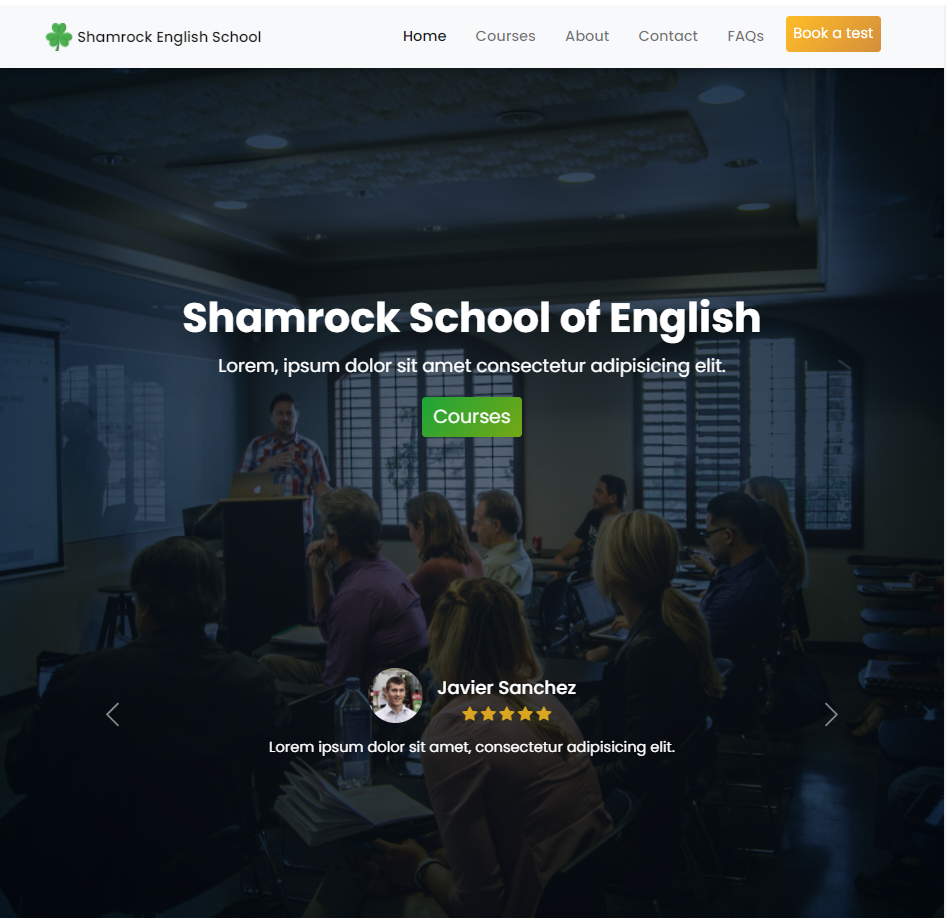 Shamrock English School
Home
Courses
About
Contact
FAQs
Book a test
Shamrock School of English
Lorem, ipsum dolor sit amet consectetur adipisicing elit.
Courses
Javier Sanchez
Lorem ipsum dolor sit amet, consectetur adipisicing elit.